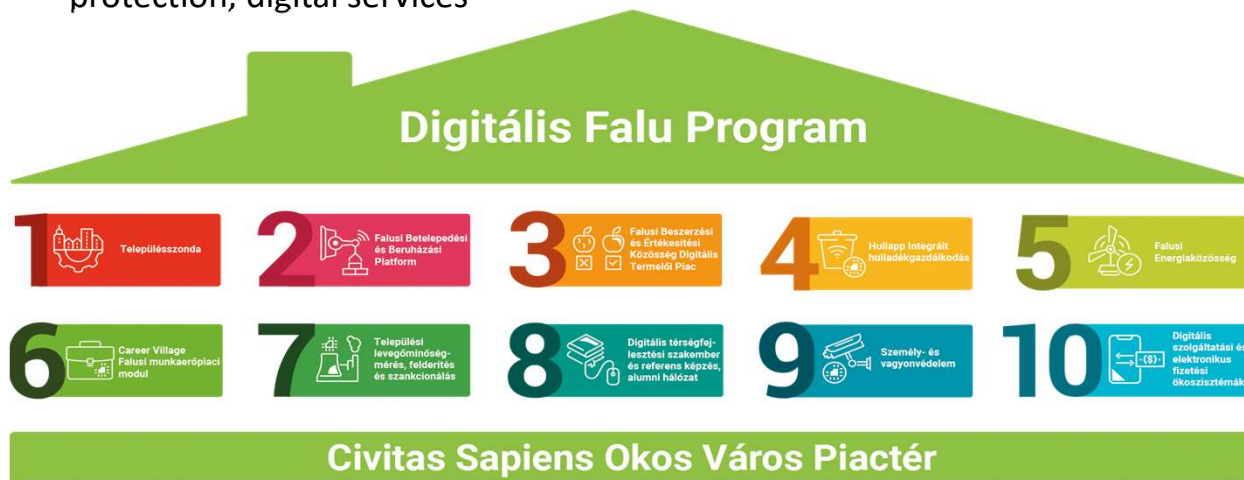 protection, digital services
Digitális Falu Program
1
Településszonda
2
Falusi Betelepedési
és Beruházási
Platform
3
Falusi Beszerzési
és Értékesítési
Közösség Digitális
Termelői Piac
4
Hullapp Integrált
hulladékgazdálkodás
5
Falusi
Energiaközösség
6
Career Village
Falusi munkaerőpiaci
modul
7
Települési
levegőminőség-
mérés, felderítés
és szankcionálás
8
Digitális térségfej-
lesztési szakember
és referens képzés,
alumni hálózat
9
Személy- és
vagyonvédelem
10
Digitális
szolgáltatási és
elektronikus
fizetési
ökoszisztémák
Civitas Sapiens Okos Város Piactér